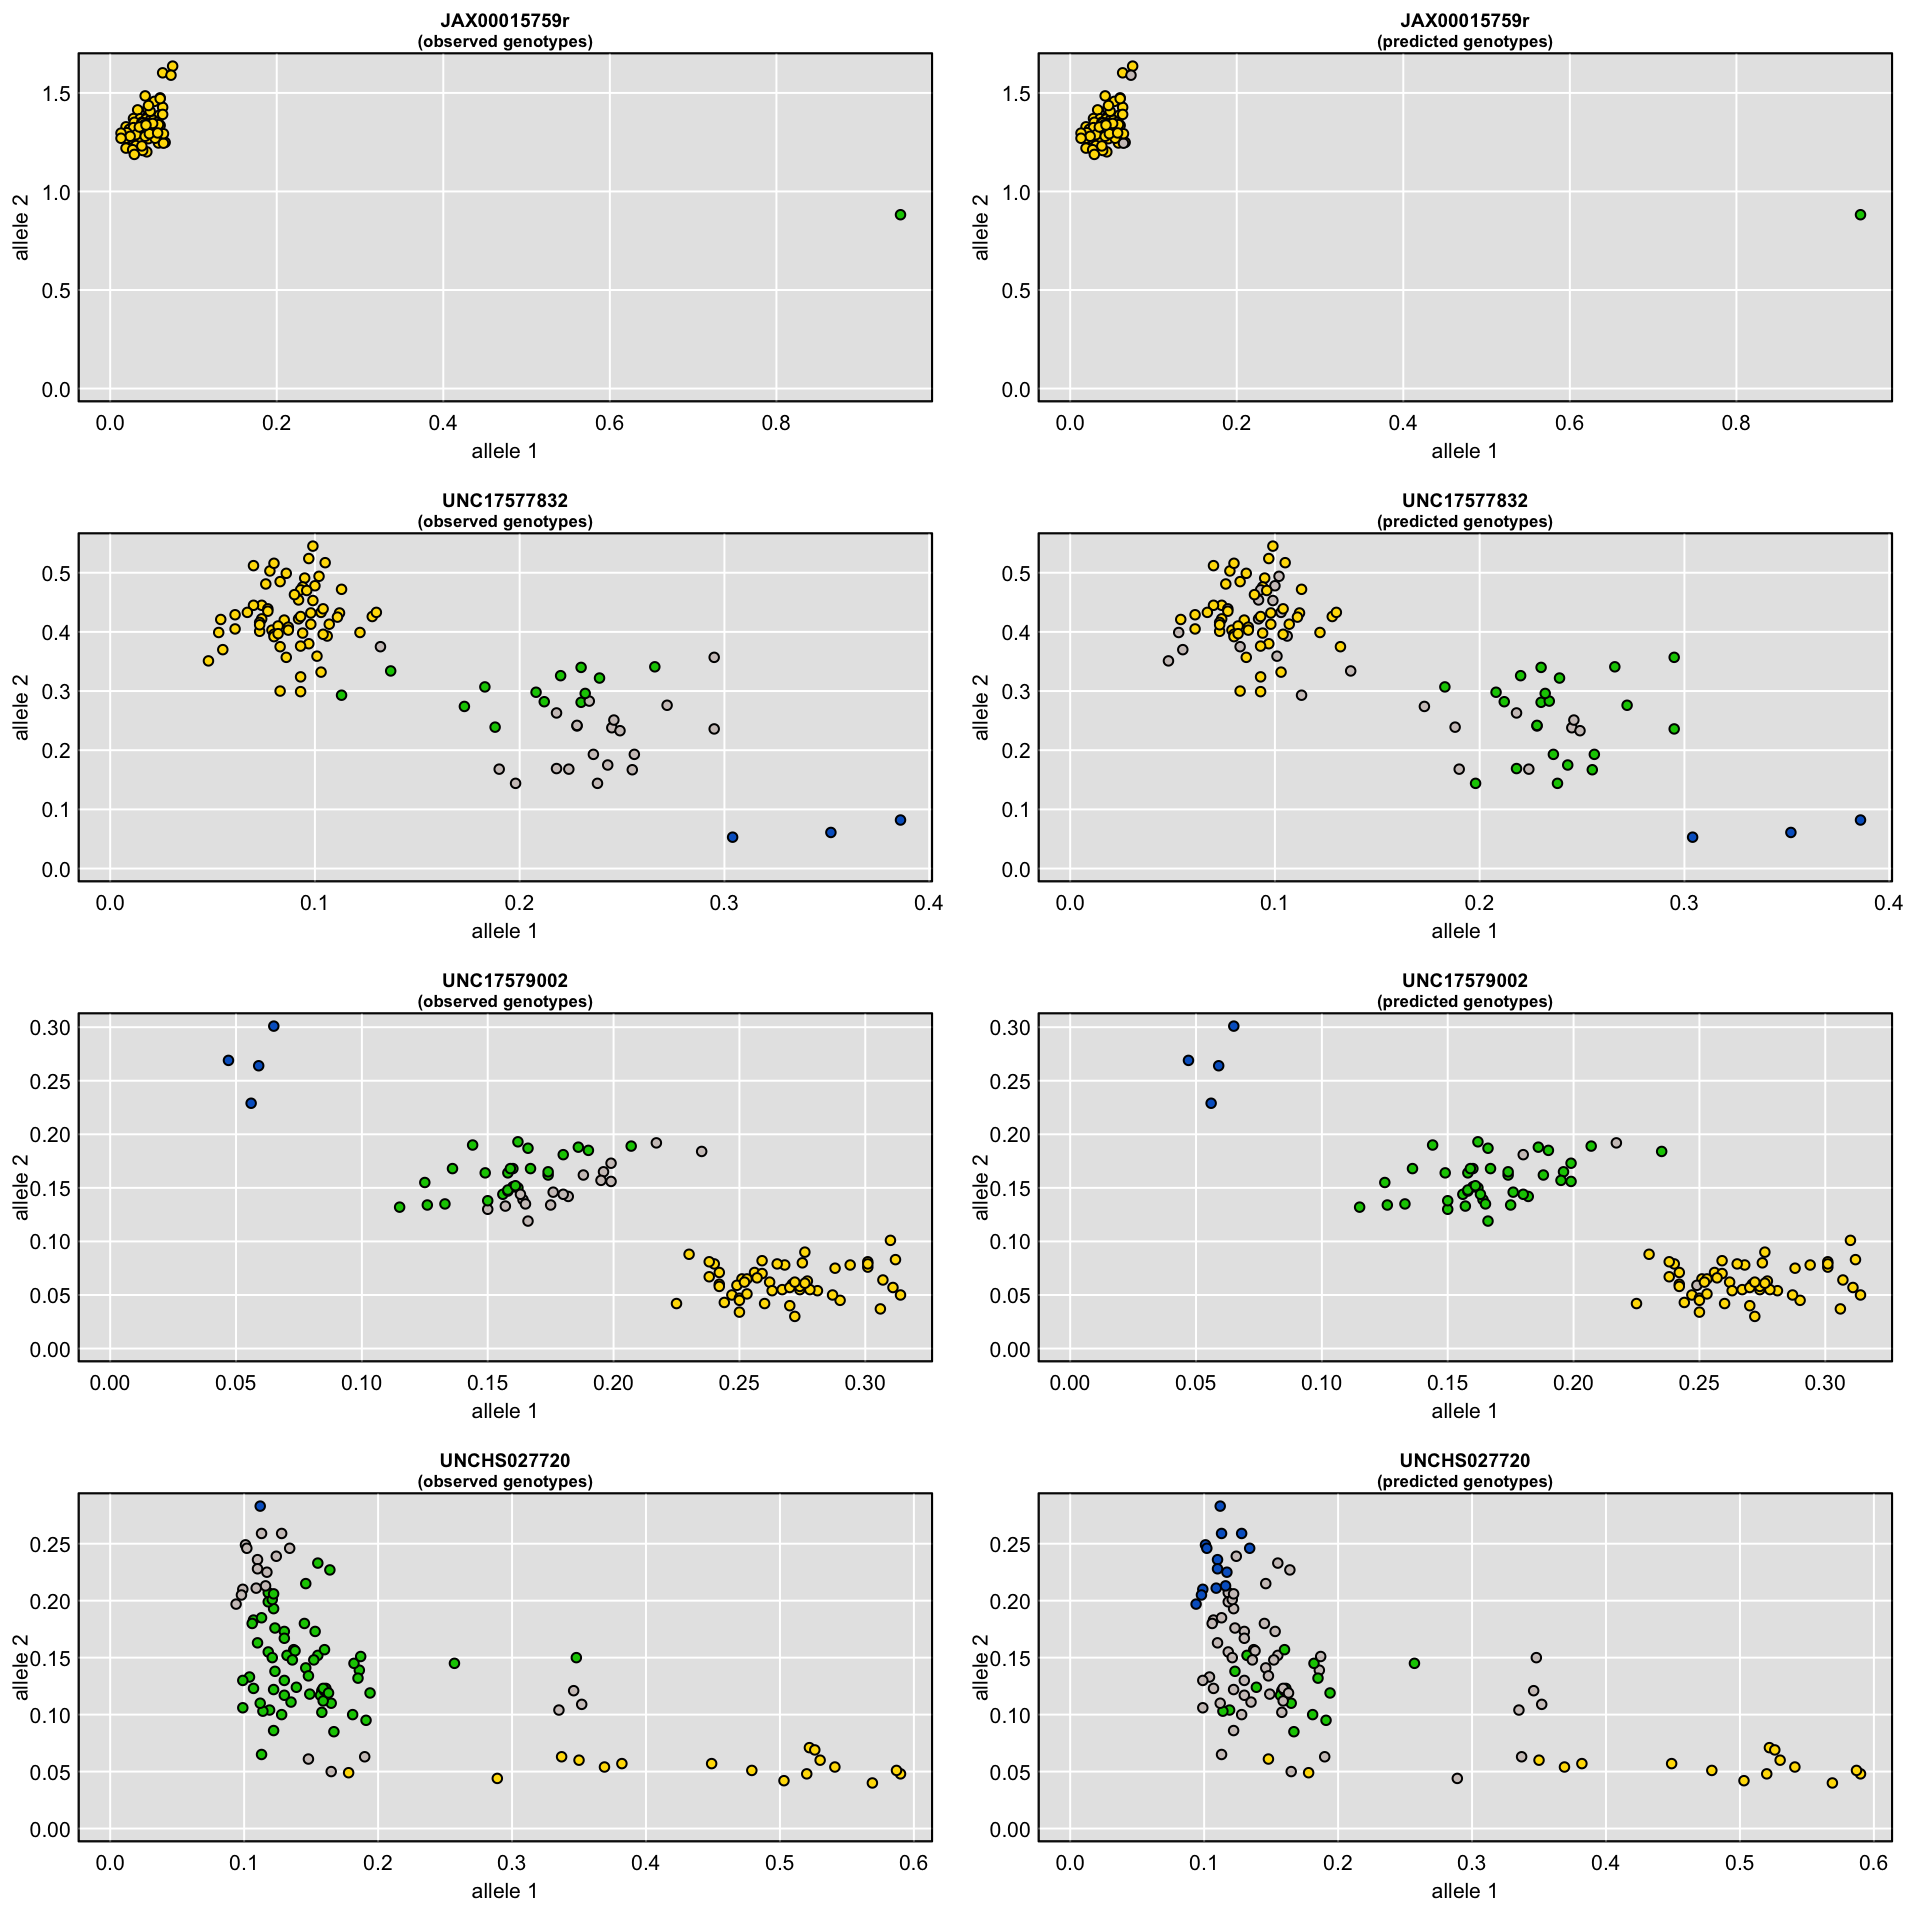 JAX00015759r
(observed genotypes)
1.5
1.0
0.5
0.0
allele 2
0.0 0.2 0.4 0.6 0.8
allele 1
JAX00015759r
(predicted genotypes)
1.5
1.0
0.5
0.0
allele 2
0.0 0.2 0.4 0.6 0.8
allele 1
UNC17577832
(observed genotypes)
0.5
0.4
0.3
0.2
0.1
0.0
allele 2
0.0 0.1 0.2 0.3 0.4
allele 1
UNC17577832
(predicted genotypes)
0.5
0.4
0.3
0.2
0.1
0.0
allele 2
0.0 0.1 0.2 0.3 0.4
allele 1
UNC17579002
(observed genotypes)
0.30
0.25
0.20
0.15
0.10
0.05
0.00
allele 2
0.00 0.05 0.10 0.15 0.20 0.25 0.30
allele 1
UNC17579002
(predicted genotypes)
0.30
0.25
0.20
0.15
0.10
0.05
0.00
allele 2
0.00 0.05 0.10 0.15 0.20 0.25 0.30
allele 1
UNCHS027720
(observed genotypes)
0.25
0.20
0.15
0.10
0.05
0.00
allele 2
0.0 0.1 0.2 0.3 0.4 0.5 0.6
allele 1
UNCHS027720
(predicted genotypes)
0.25
0.20
0.15
0.10
0.05
0.00
allele 2
0.0 0.1 0.2 0.3 0.4 0.5 0.6
allele 1